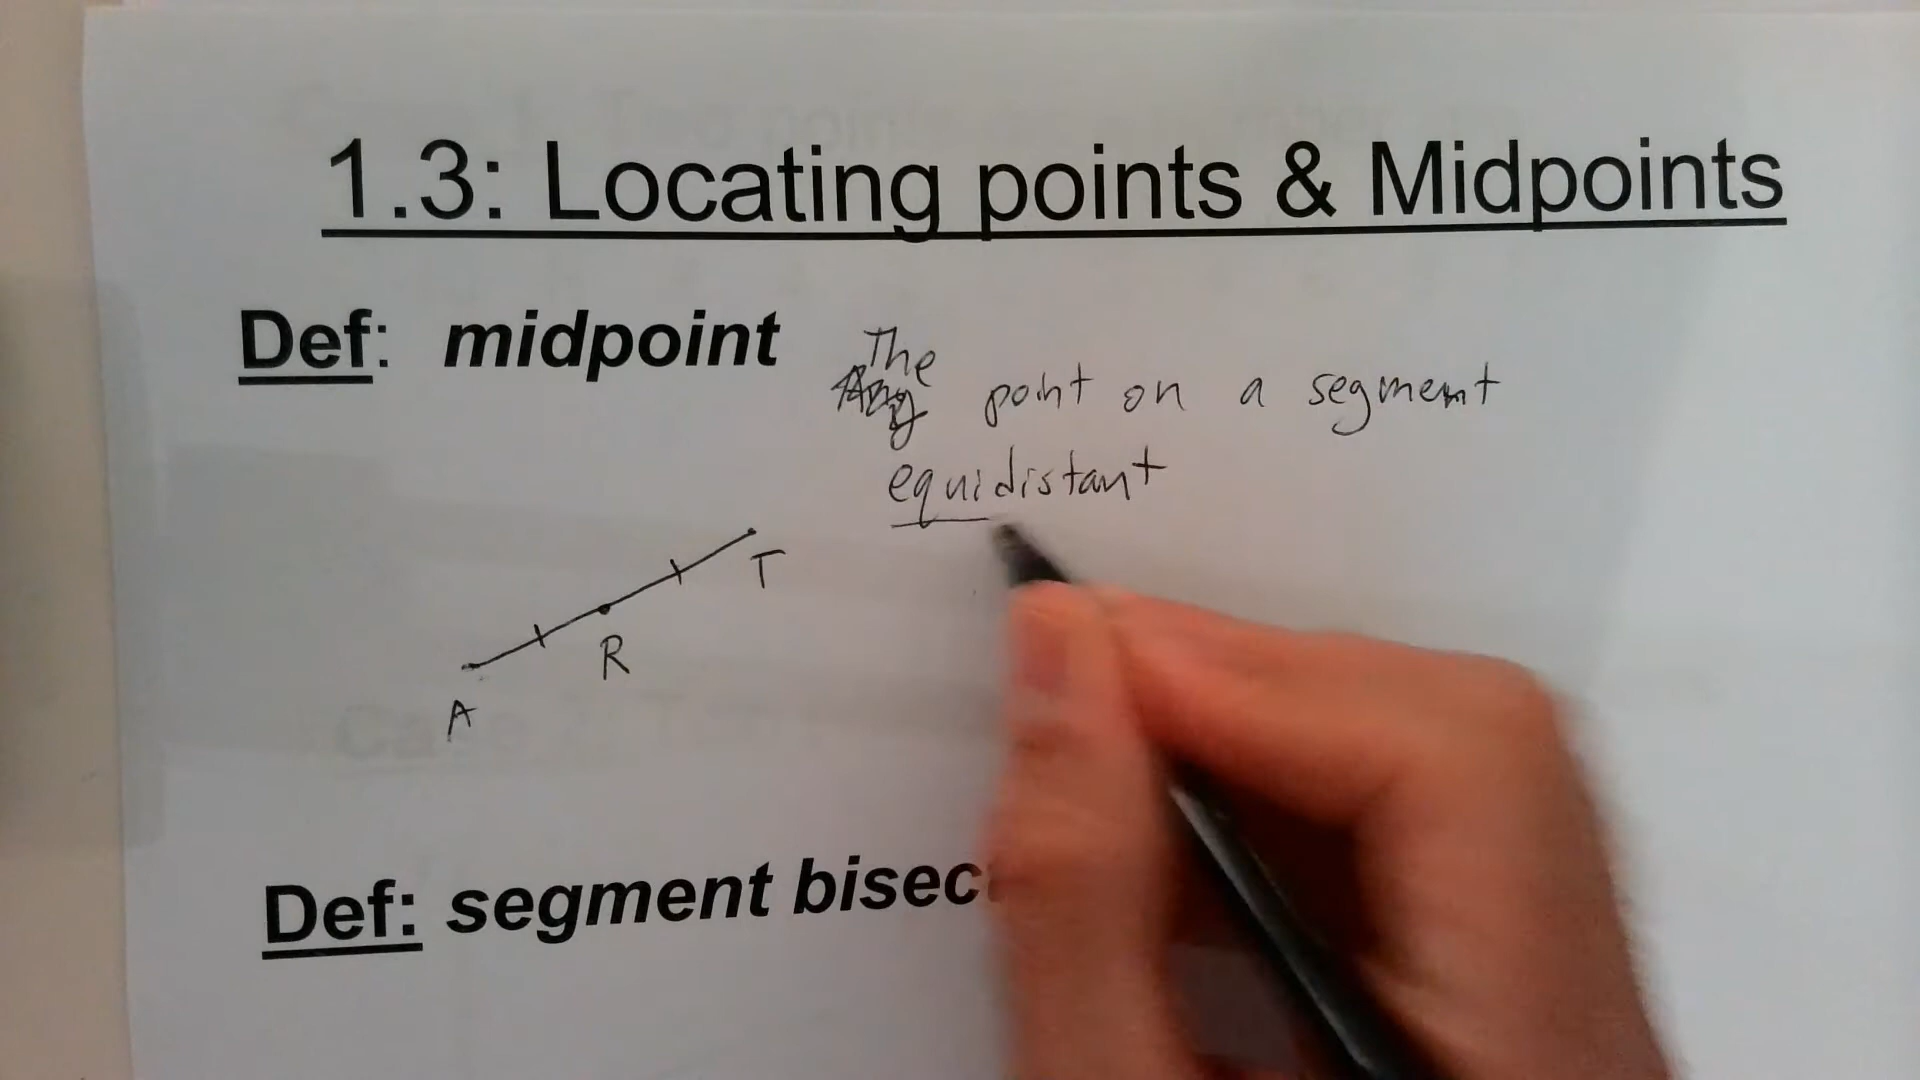 1.3: Locating points & Midpoints
Def: midpoint
The
point on a segment
equidistant
T
R
A
Def: segment bisec